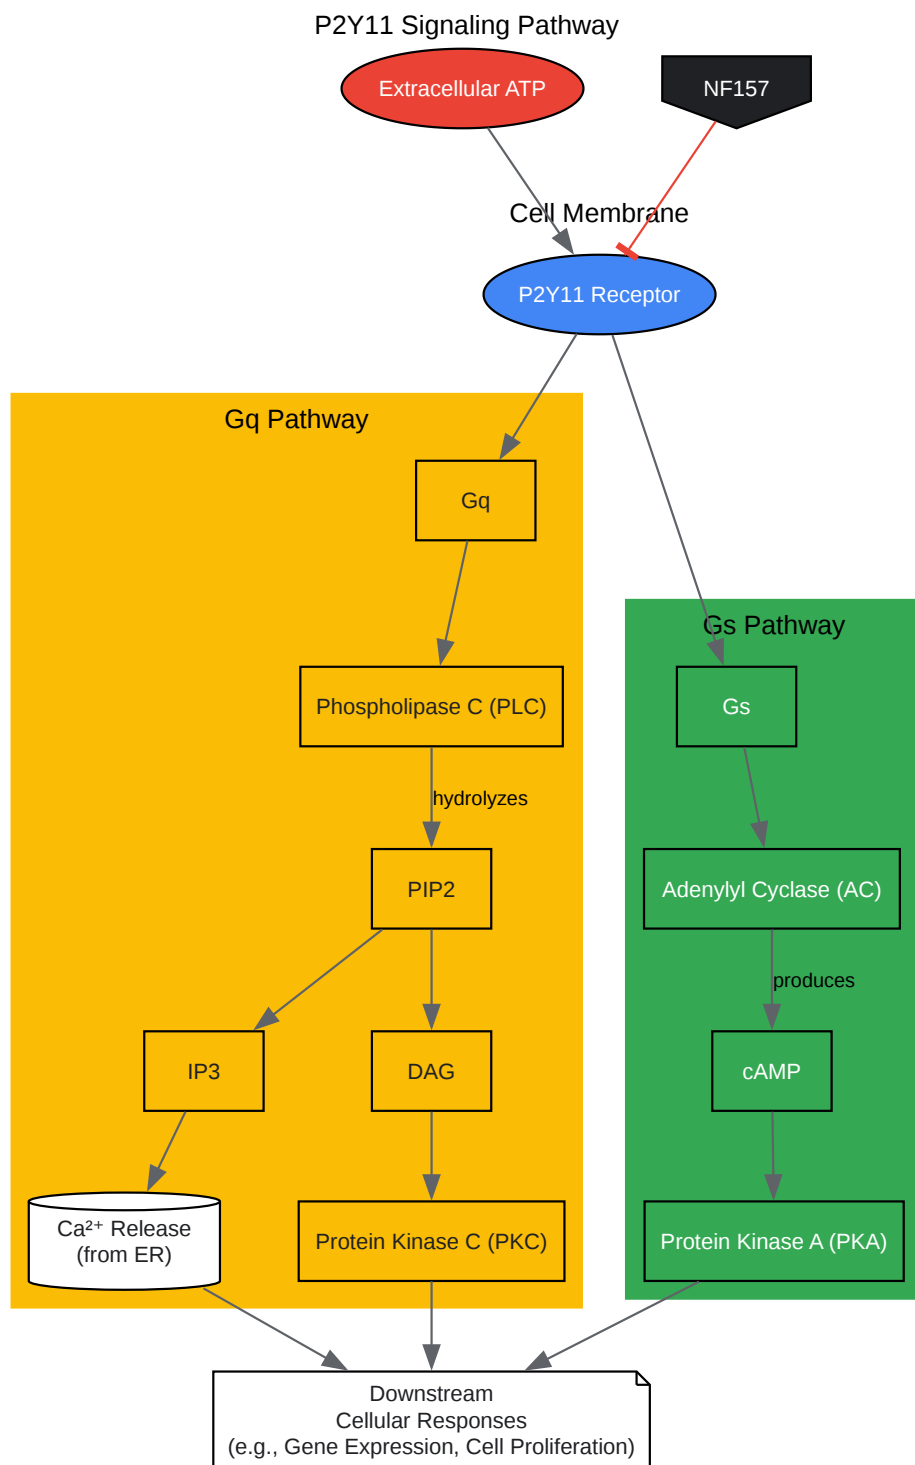 P2Y11 Signaling Pathway
Extracellular ATP
NF157
Cell Membrane
P2Y11 Receptor
Gq Pathway
Gq
Gs Pathway
Phospholipase C (PLC)
Gs
hydrolyzes
PIP2
Adenylyl Cyclase (AC)
produces
IP3
DAG
cAMP
Ca²⁺ Release
(from ER)
Protein Kinase C (PKC)
Protein Kinase A (PKA)
Downstream
Cellular Responses
(e.g., Gene Expression, Cell Proliferation)